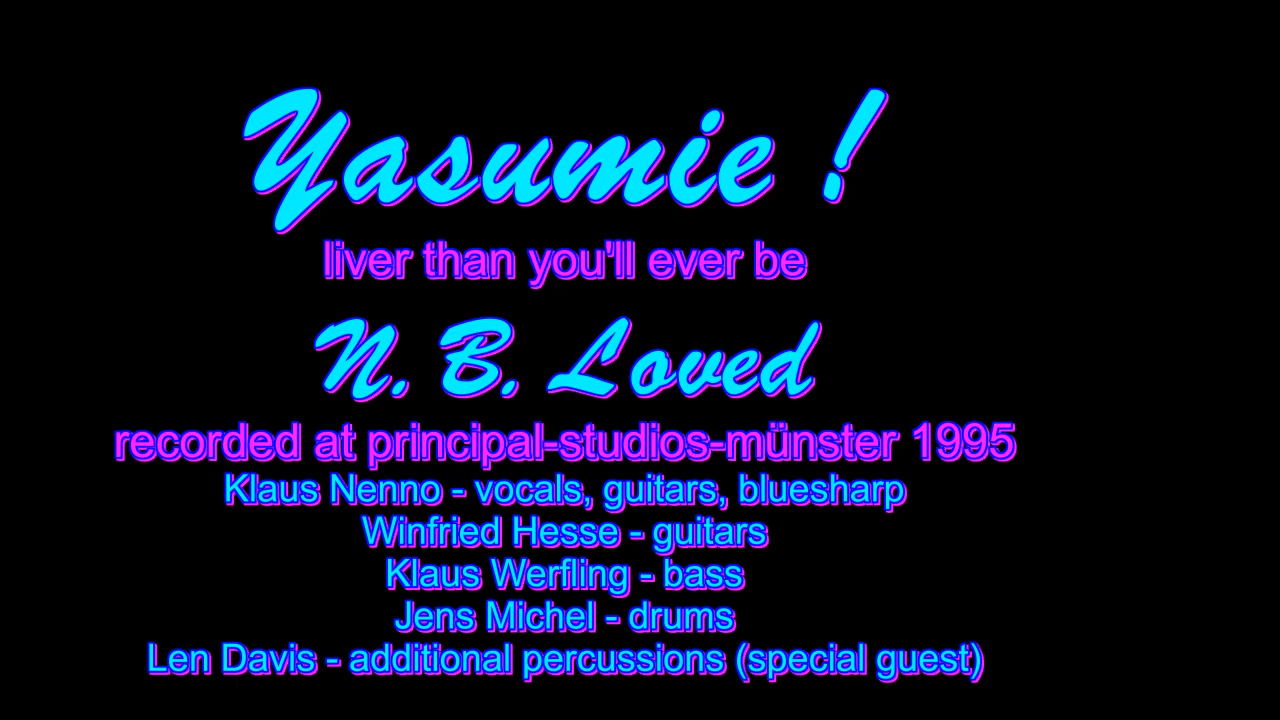 Yasumie !
liver than you'll ever be
N. B. Loved
recorded at principal-studios-münster 1995
Klaus Nenno - vocals, guitars, bluesharp
Winfried Hesse - guitars
Klaus Werfling - bass
Jens Michel - drums
Len Davis - additional percussions (special guest)